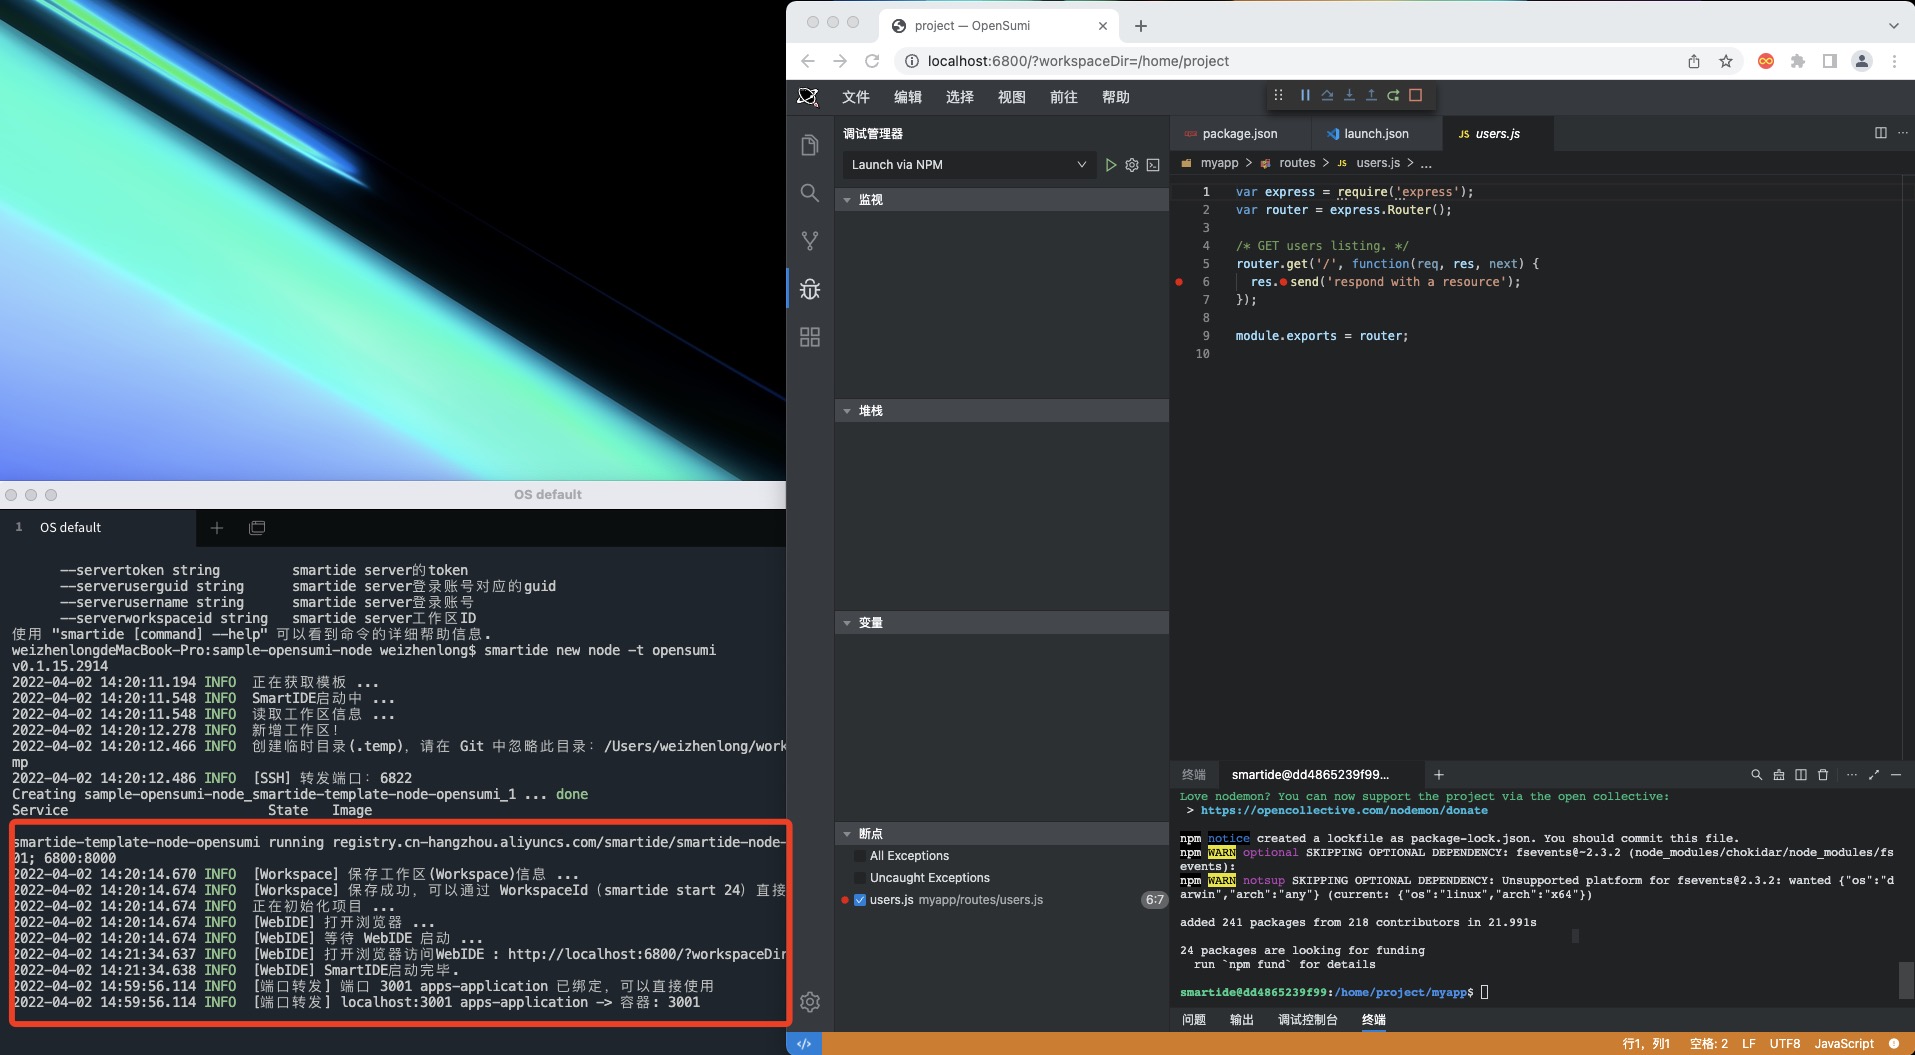 project — OpenSumi
localhost:6800/?workspaceDir=/home/project
文件 编辑 选择 视图 前往 帮助
调试管理器
Launch via NPM
监视
堆栈
变量
断点
All Exceptions
Uncaught Exceptions
users.js myapp/routes/users.js 6:7
package.json launch.json JS users.js
myapp > routes > JS users.js > ...
1 var express = require('express');
2 var router = express.Router();
3
4 /* GET users listing. */
5 router.get('/', function(req, res, next) {
6 res.send('respond with a resource');
7 });
8
9 module.exports = router;
10
终端 smartide@dd4865239f99...
Love nodemon? You can now support the project via the open collective:
> https://opencollective.com/nodemon/donate
npm notice created a lockfile as package-lock.json. You should commit this file.
npm WARN optional SKIPPING OPTIONAL DEPENDENCY: fsevents@~2.3.2 (node_modules/chokidar/node_modules/fs
events):
npm WARN notsup SKIPPING OPTIONAL DEPENDENCY: Unsupported platform for fsevents@2.3.2: wanted {"os":"d
arwin","arch":"any"} (current: {"os":"linux","arch":"x64"})
added 241 packages from 218 contributors in 21.991s
24 packages are looking for funding
run `npm fund` for details
smartide@dd4865239f99:/home/project/myapp$
问题 输出 调试控制台 终端
行1, 列1 空格: 2 LF UTF8 JavaScript
OS default
1 OS default
--servertoken string smartide server的token
--serveruserguid string smartide server登录账号对应的guid
--serverusername string smartide server登录账号
--serverworkspaceid string smartide server工作区ID
使用 "smartide [command] --help" 可以看到命令的详细帮助信息.
weizhenlongdeMacBook-Pro:sample-opensumi-node weizhenlong$ smartide new node -t opensumi
v0.1.15.2914
2022-04-02 14:20:11.194 INFO 正在获取模板 ...
2022-04-02 14:20:11.548 INFO SmartIDE启动中 ...
2022-04-02 14:20:11.548 INFO 读取工作区信息 ...
2022-04-02 14:20:12.278 INFO 新增工作区!
2022-04-02 14:20:12.466 INFO 创建临时目录(.temp), 请在 Git 中忽略此目录: /Users/weizhenlong/work
mp
2022-04-02 14:20:12.486 INFO [SSH] 转发端口: 6822
Creating sample-opensumi-node_smartide-template-node-opensumi_1 ... done
Service State Image
smartide-template-node-opensumi running registry.cn-hangzhou.aliyuncs.com/smartide/smartide-node-
01; 6800:8000
2022-04-02 14:20:14.670 INFO [Workspace] 保存工作区(Workspace)信息 ...
2022-04-02 14:20:14.674 INFO [Workspace] 保存成功, 可以通过 WorkspaceId (smartide start 24) 直接
2022-04-02 14:20:14.674 INFO 正在初始化项目 ...
2022-04-02 14:20:14.674 INFO [WebIDE] 打开浏览器 ...
2022-04-02 14:20:14.674 INFO [WebIDE] 等待 WebIDE 启动 ...
2022-04-02 14:21:34.637 INFO [WebIDE] 打开浏览器访问WebIDE : http://localhost:6800/?workspaceDir
2022-04-02 14:21:34.638 INFO [WebIDE] SmartIDE启动完毕.
2022-04-02 14:59:56.114 INFO [端口转发] 端口 3001 apps-application 已绑定, 可以直接使用
2022-04-02 14:59:56.114 INFO [端口转发] localhost:3001 apps-application -> 容器: 3001